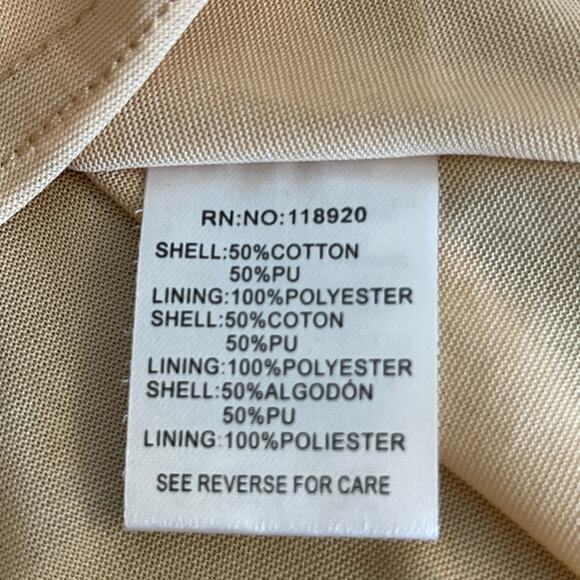 RN:NO:118920
SHELL:50%COTTON
50%PU
LINING:100%POLYESTER
SHELL:50%COTON
50%PU
LINING:100%POLYESTER
SHELL:50%ALGODÓN
50%PU
LINING:100%POLIESTER
SEE REVERSE FOR CARE